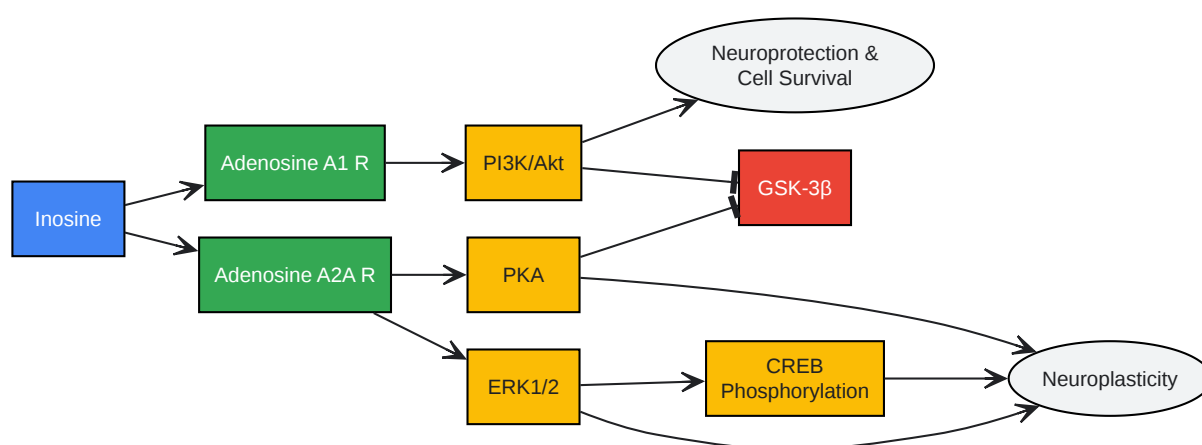 Neuroprotection &
Cell Survival
Adenosine A1 R
PI3K/Akt
GSK-3β
Inosine
Adenosine A2A R
PKA
ERK1/2
CREB
Phosphorylation
Neuroplasticity